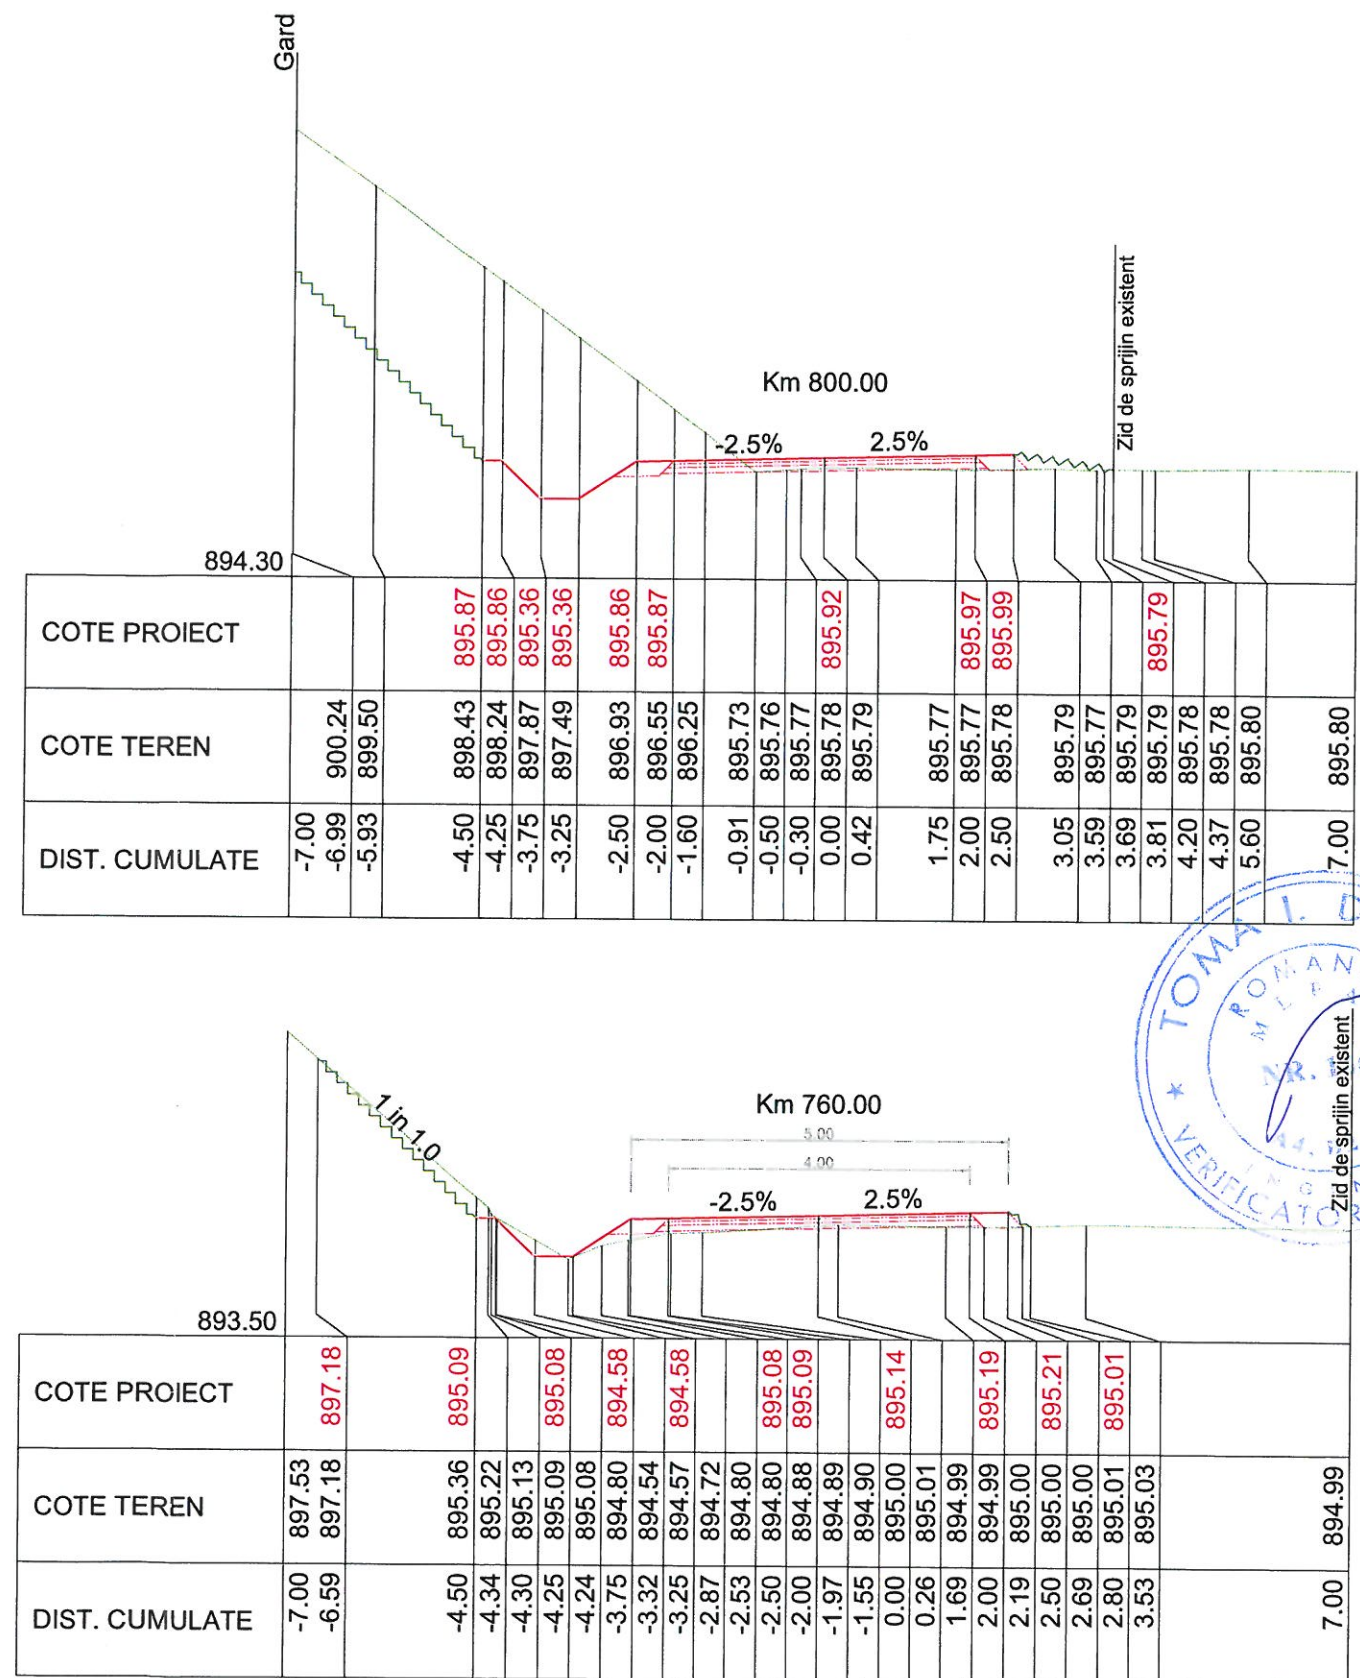 Gard
Zid de sprijin existent
Km 800.00
-2.5% 2.5%
894.30
COTE PROIECT 895.87 895.86 895.36 895.36 895.86 895.87 895.92 895.97 895.99 895.79
COTE TEREN 900.24 899.50 898.43 898.24 897.87 897.49 896.93 896.55 896.25 895.73 895.76 895.77 895.78 895.79 895.77 895.77 895.78 895.79 895.77 895.79 895.79 895.78 895.78 895.80 895.80
DIST. CUMULATE -7.00 -6.99 -5.93 -4.50 -4.25 -3.75 -3.25 -2.50 -2.00 -1.60 -0.91 -0.50 -0.30 0.00 0.42 1.75 2.00 2.50 3.05 3.59 3.69 3.81 4.20 4.37 5.60 7.00
TOMA I. D
ROMAN
NR.
VERIFICATOR
Zid de sprijin existent
1 in 1.0
Km 760.00
5.00
4.00
-2.5% 2.5%
893.50
COTE PROIECT 897.18 895.09 895.08 894.58 894.58 895.08 895.09 895.14 895.19 895.21 895.01
COTE TEREN 897.53 897.18 895.36 895.22 895.13 895.09 895.08 894.80 894.54 894.57 894.72 894.80 894.80 894.88 894.89 894.90 895.00 895.01 894.99 894.99 895.00 895.00 895.00 895.01 895.03 894.99
DIST. CUMULATE -7.00 -6.59 -4.50 -4.34 -4.30 -4.25 -4.24 -3.75 -3.32 -3.25 -2.87 -2.53 -2.50 -2.00 -1.97 -1.55 0.00 0.26 1.69 2.00 2.19 2.50 2.69 2.80 3.53 7.00